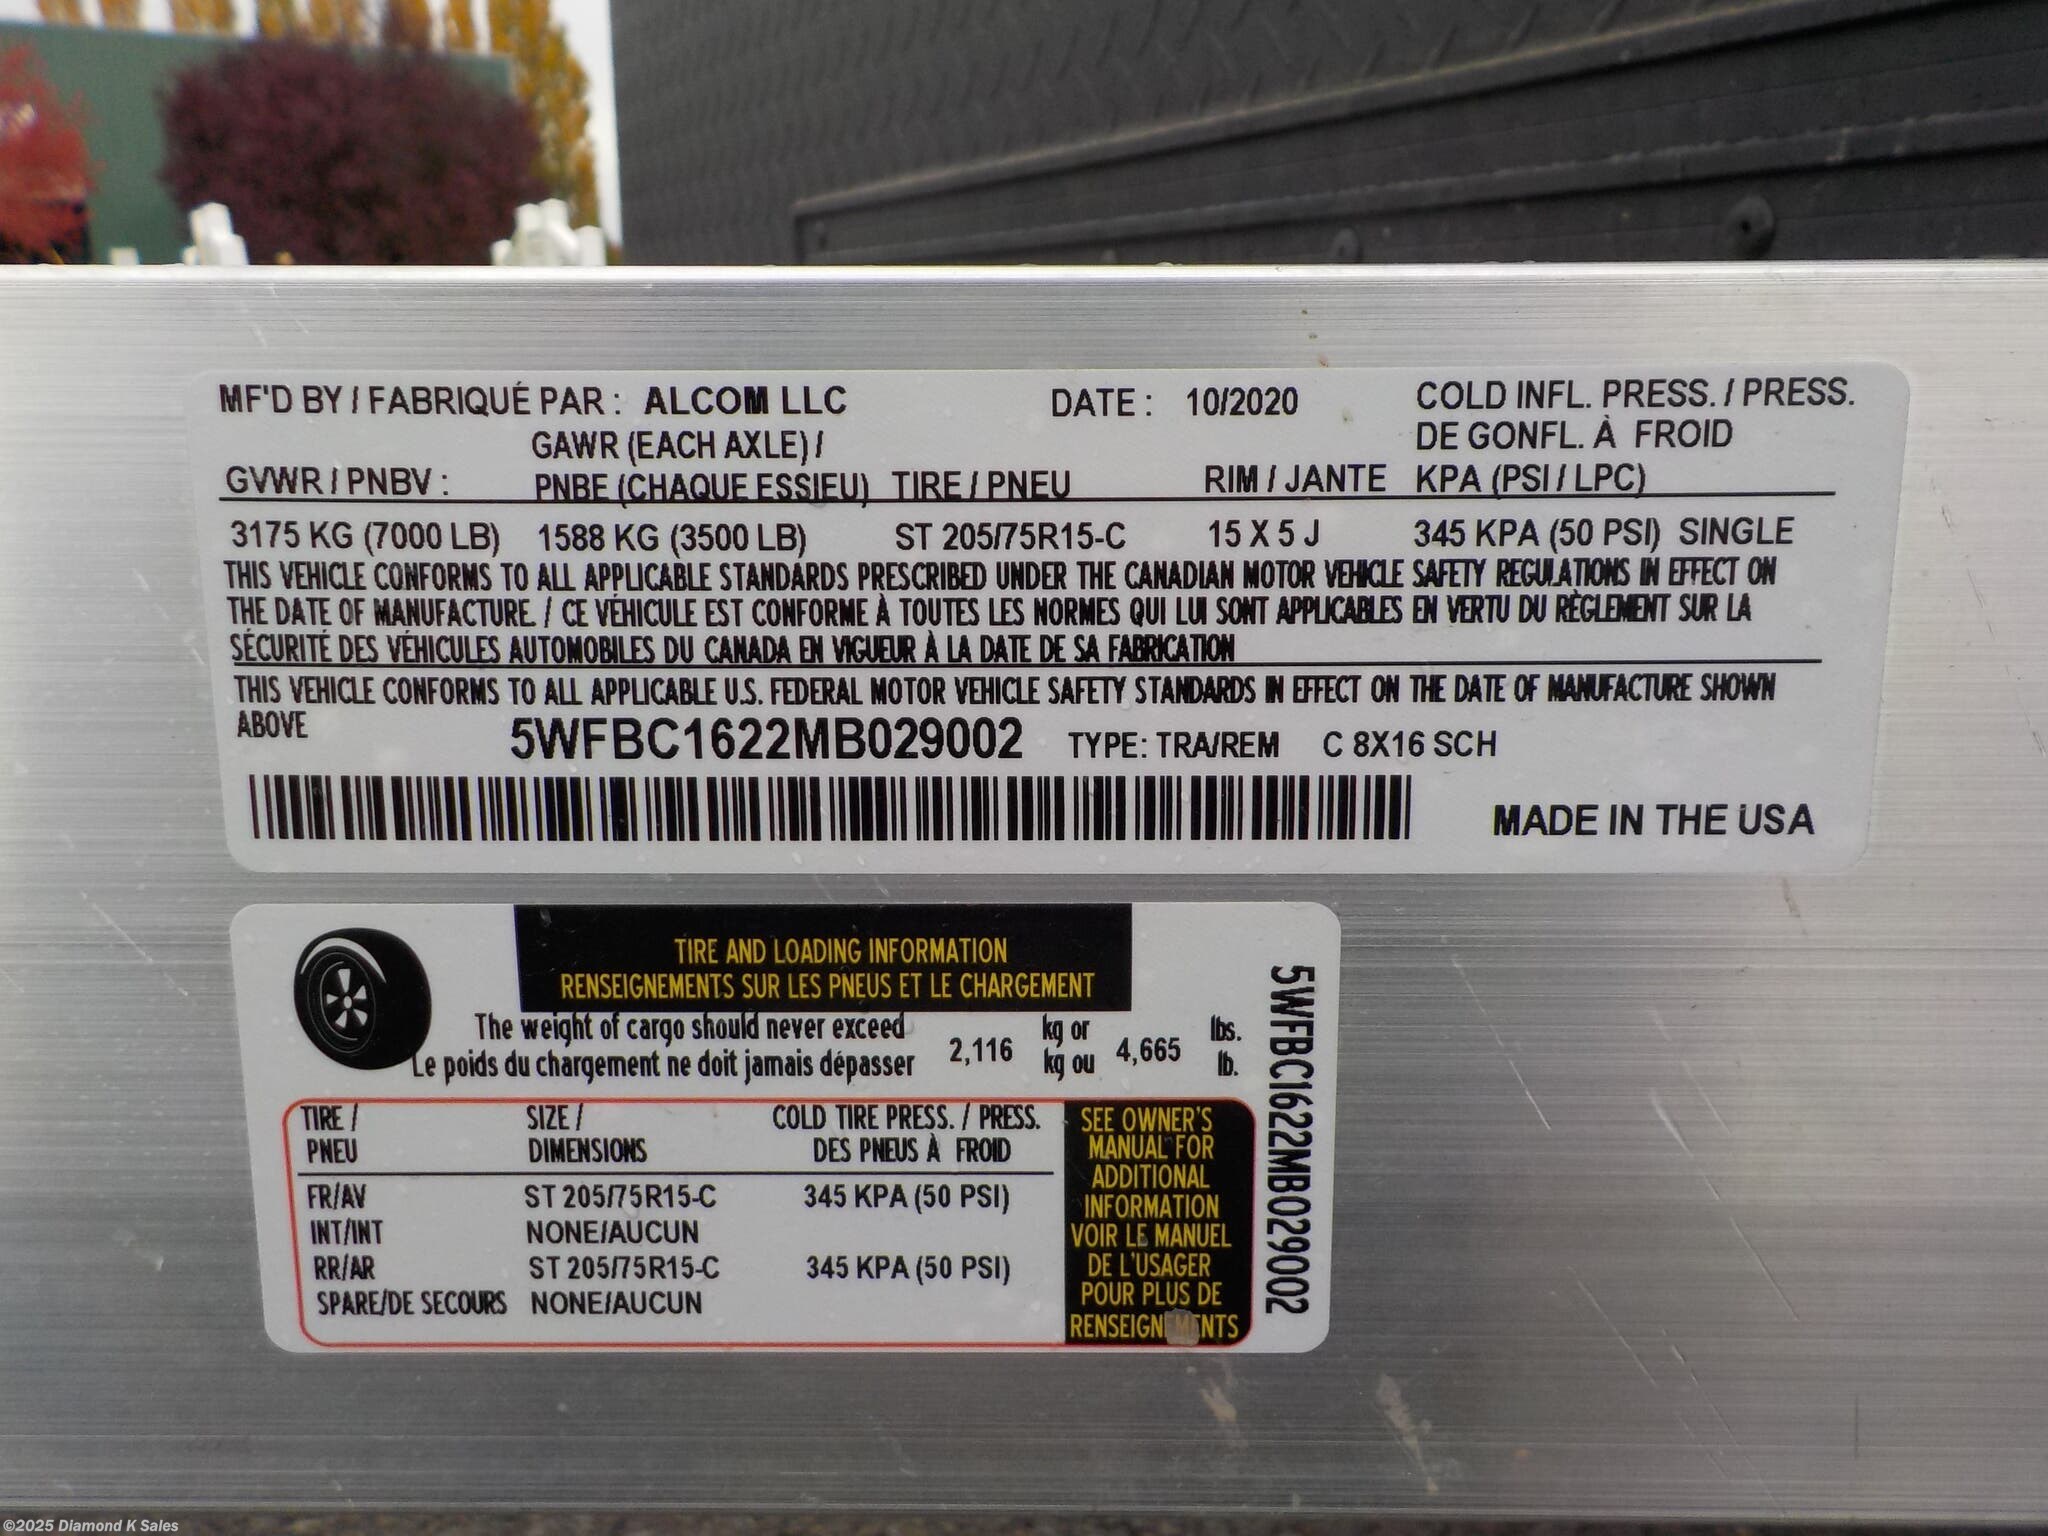 MF'D BY / FABRIQUÉ PAR : ALCOM LLC DATE : 10/2020 COLD INFL. PRESS. / PRESS.
GAWR (EACH AXLE) / DE GONFL. À FROID
GVWR / PNBV : PNBE (CHAQUE ESSIEU) TIRE / PNEU RIM / JANTE KPA (PSI / LPC)
3175 KG (7000 LB) 1588 KG (3500 LB) ST 205/75R15-C 15 X 5 J 345 KPA (50 PSI) SINGLE
THIS VEHICLE CONFORMS TO ALL APPLICABLE STANDARDS PRESCRIBED UNDER THE CANADIAN MOTOR VEHICLE SAFETY REGULATIONS IN EFFECT ON
THE DATE OF MANUFACTURE. / CE VÉHICULE EST CONFORME À TOUTES LES NORMES QUI LUI SONT APPLICABLES EN VERTU DU RÈGLEMENT SUR LA
SÉCURITÉ DES VÉHICULES AUTOMOBILES DU CANADA EN VIGUEUR À LA DATE DE SA FABRICATION
THIS VEHICLE CONFORMS TO ALL APPLICABLE U.S. FEDERAL MOTOR VEHICLE SAFETY STANDARDS IN EFFECT ON THE DATE OF MANUFACTURE SHOWN
ABOVE 5WFBC1622MB029002 TYPE: TRA/REM C 8X16 SCH
MADE IN THE USA
TIRE AND LOADING INFORMATION
RENSEIGNEMENTS SUR LES PNEUS ET LE CHARGEMENT
The weight of cargo should never exceed 2,116 kg or 4,665 lbs.
Le poids du chargement ne doit jamais dépasser kg ou lb.
TIRE / SIZE / COLD TIRE PRESS. / PRESS.
PNEU DIMENSIONS DES PNEUS À FROID
FR/AV ST 205/75R15-C 345 KPA (50 PSI)
INT/INT NONE/AUCUN
RR/AR ST 205/75R15-C 345 KPA (50 PSI)
SPARE/DE SECOURS NONE/AUCUN
SEE OWNER'S
MANUAL FOR
ADDITIONAL
INFORMATION
VOIR LE MANUEL
DE L'USAGER
POUR PLUS DE
RENSEIGNEMENTS
5WFBC1622MB029002
©2025 Diamond K Sales